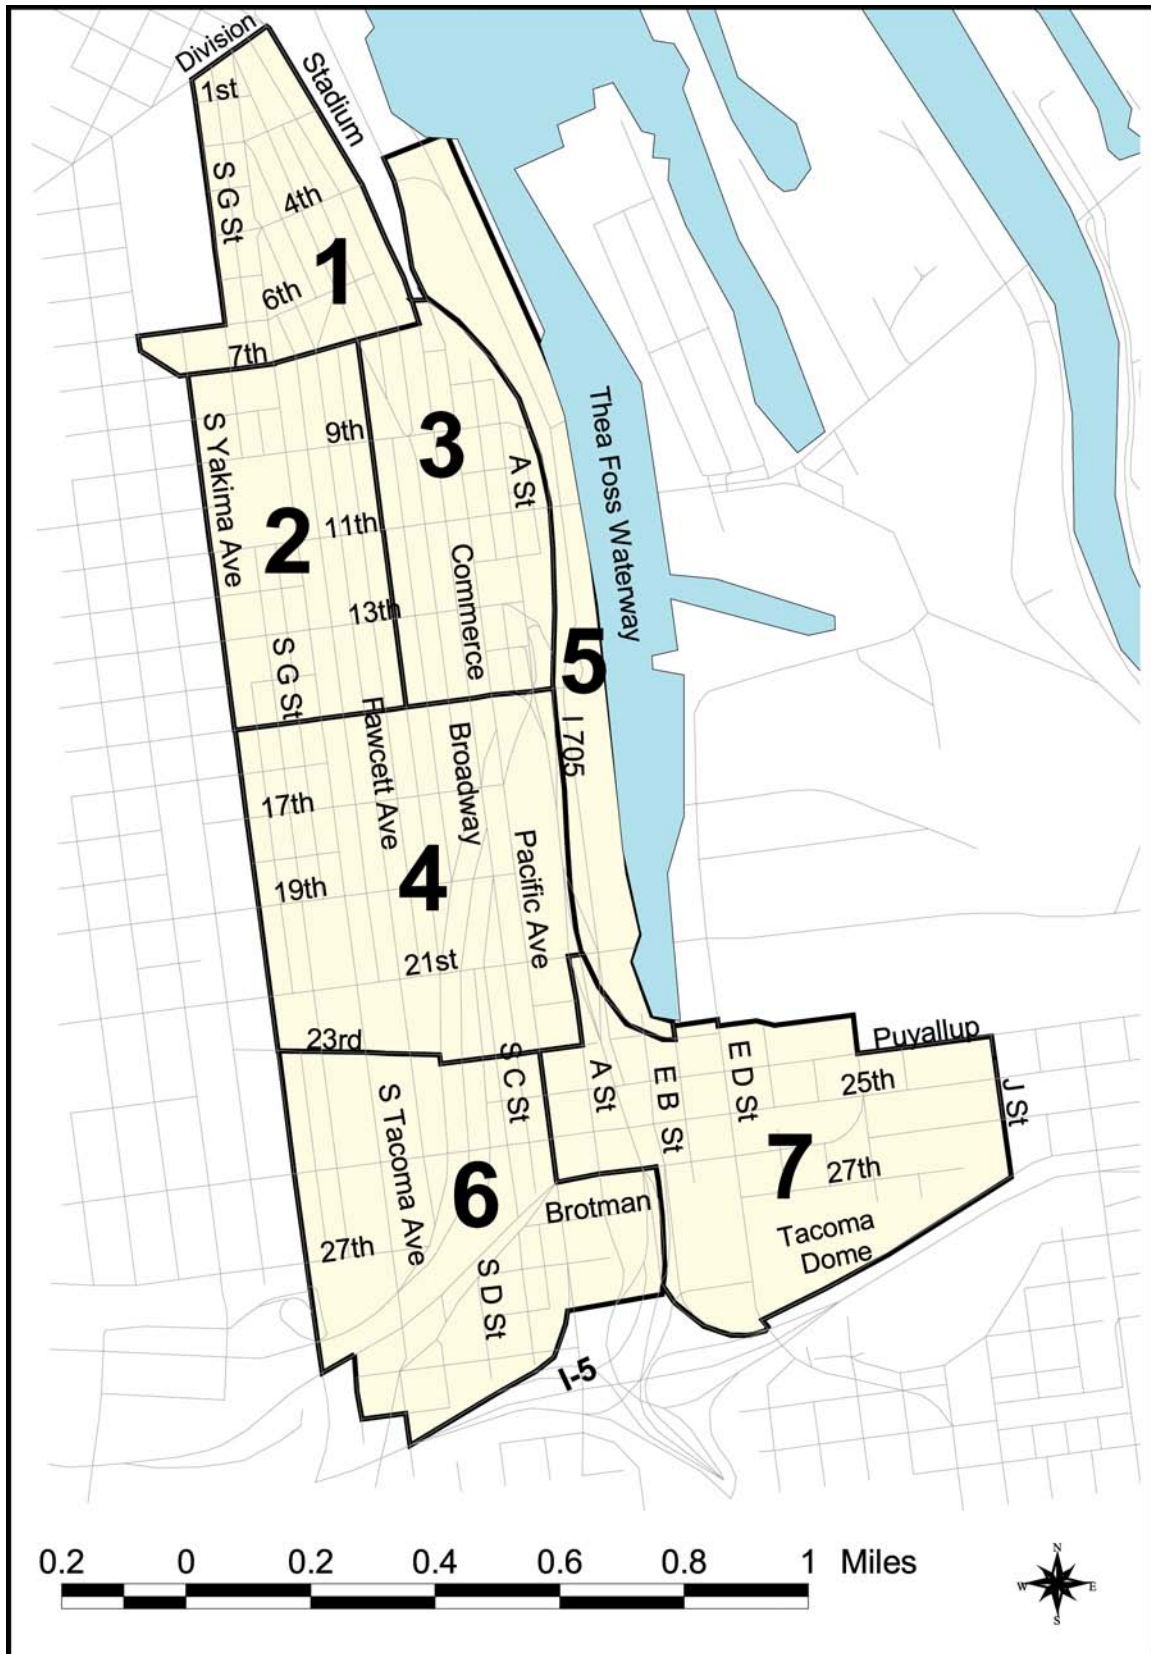 Division
1st
Stadium
S G St
4th
1
6th
7th
9th
3
S Yakima Ave
A St
Thea Foss Waterway
2
11th
Commerce
13th
5
S G St
Fawcett Ave
Broadway
I 705
17th
Pacific Ave
4
19th
21st
23rd
Puyallup
S C St
A St
E B St
E D St
25th
J St
S Tacoma Ave
6
7
27th
Brotman
27th
Tacoma
Dome
S D St
I-5
0.2 0 0.2 0.4 0.6 0.8 1 Miles
N
W E
S